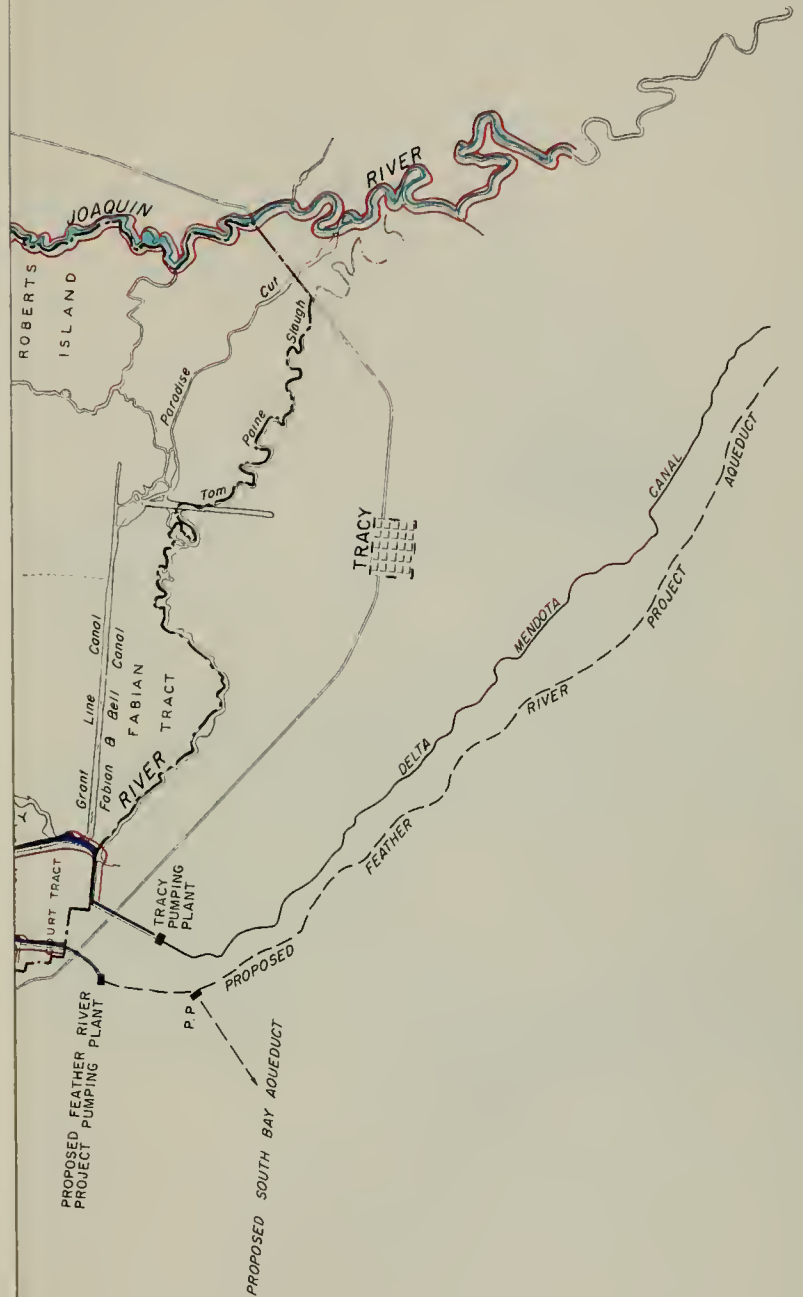 ROBERTS
ISLAND
JOAQUIN
RIVER
Paradise
Cut
Tom
Paine
Slough
Grant Line Canal
Fabian & Bell Canal
FABIAN
TRACT
RIVER
COURT TRACT
TRACY
TRACY
PUMPING
PLANT
PROPOSED FEATHER RIVER
PROJECT PUMPING PLANT
P.P
PROPOSED SOUTH BAY AQUEDUCT
DELTA
MENDOTA
CANAL
PROPOSED
FEATHER
RIVER
PROJECT
AQUEDUCT